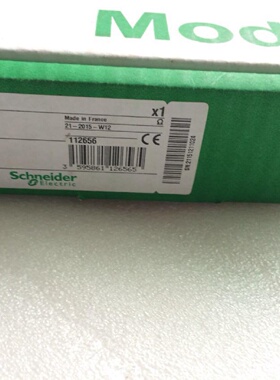 Mod
x1
Made in France
21-2015-W12
112656
CE
3 595861 126565
Schneider
Electric